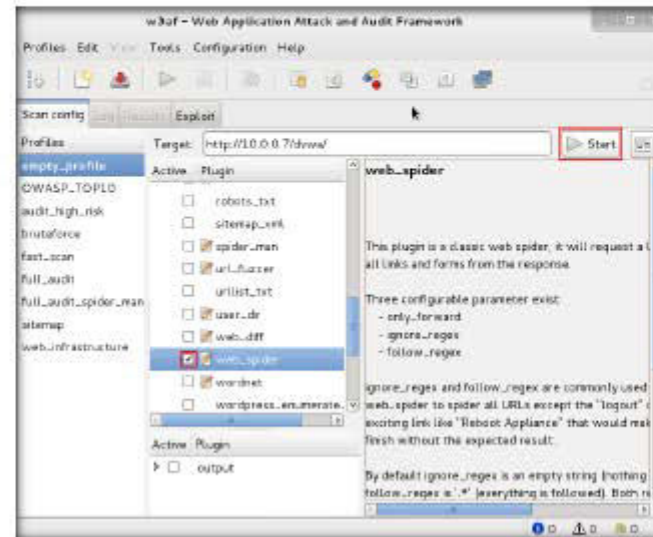 w3af - Web Application Attack and Audit Framework
Profiles Edit View Tools Configuration Help
Scan config Log Results Exploit
Profiles
empty_profile
OWASP_TOP10
audit_high_risk
bruteforce
fast_scan
full_audit
full_audit_spider_man
sitemap
web_infrastructure
Target: http://10.0.0.7/dvwa/ Start
Active Plugin
robots_txt
sitemap_xml
spider_man
url_fuzzer
urllist_txt
user_dir
web_diff
web_spider
wordnet
wordpress_enumerate_
Active Plugin
output
web_spider
This plugin is a classic web spider, it will request a
all links and forms from the response.
Three configurable parameter exist:
- only_forward
- ignore_regex
- follow_regex
ignore_regex and follow_regex are commonly used
web_spider to spider all URLs except the "logout"
exciting link like "Reboot Appliance" that would
finish without the expected result.
By default ignore_regex is an empty string (nothing
follow_regex is '.*' (everything is followed). Both
0 0 0